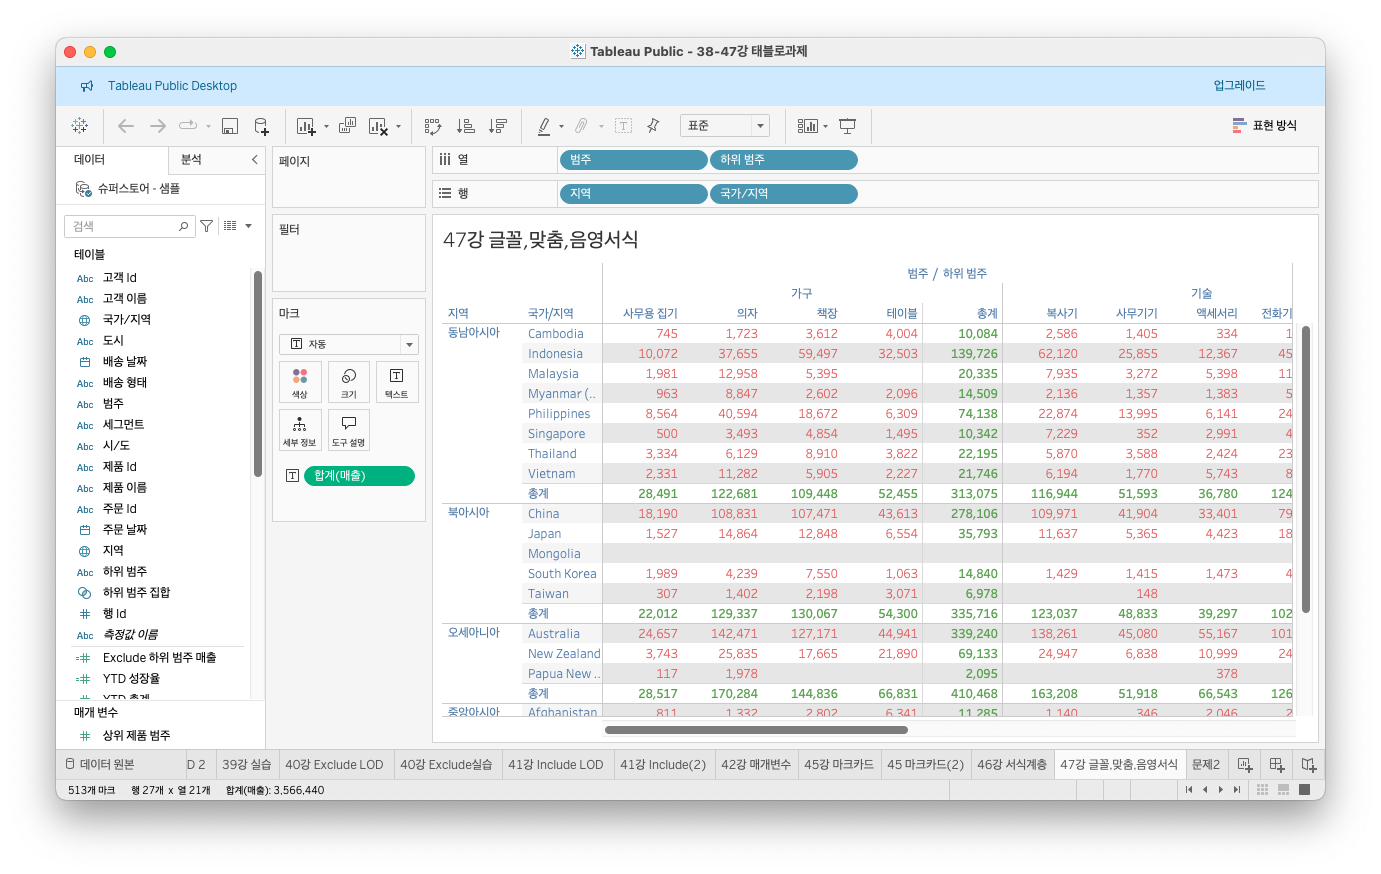 Tableau Public - 38-47강 태블로과제
Tableau Public Desktop 업그레이드
표준 표현 방식
데이터 분석
슈퍼스토어 - 샘플
검색
테이블
Abc 고객 Id
Abc 고객 이름
국가/지역
Abc 도시
배송 날짜
Abc 배송 형태
Abc 범주
Abc 세그먼트
Abc 시/도
Abc 제품 Id
Abc 제품 이름
Abc 주문 Id
주문 날짜
지역
Abc 하위 범주
하위 범주 집합
행 Id
Abc 측정값 이름
Exclude 하위 범주 매출
YTD 성장율
YTD 총계
매개 변수
상위 제품 범주
페이지
필터
마크
자동
색상 크기 텍스트
세부 정보 도구 설명
합계(매출)
열 범주 하위 범주
행 지역 국가/지역
47강 글꼴,맞춤,음영서식
범주 / 하위 범주
가구 기술
지역 국가/지역 사무용 집기 의자 책장 테이블 총계 복사기 사무기기 액세서리 전화기
동남아시아 Cambodia 745 1,723 3,612 4,004 10,084 2,586 1,405 334 1
Indonesia 10,072 37,655 59,497 32,503 139,726 62,120 25,855 12,367 45
Malaysia 1,981 12,958 5,395 20,335 7,935 3,272 5,398 11
Myanmar (.. 963 8,847 2,602 2,096 14,509 2,136 1,357 1,383 5
Philippines 8,564 40,594 18,672 6,309 74,138 22,874 13,995 6,141 24
Singapore 500 3,493 4,854 1,495 10,342 7,229 352 2,991 4
Thailand 3,334 6,129 8,910 3,822 22,195 5,870 3,588 2,424 23
Vietnam 2,331 11,282 5,905 2,227 21,746 6,194 1,770 5,743 8
총계 28,491 122,681 109,448 52,455 313,075 116,944 51,593 36,780 124
북아시아 China 18,190 108,831 107,471 43,613 278,106 109,971 41,904 33,401 79
Japan 1,527 14,864 12,848 6,554 35,793 11,637 5,365 4,423 18
Mongolia
South Korea 1,989 4,239 7,550 1,063 14,840 1,429 1,415 1,473 4
Taiwan 307 1,402 2,198 3,071 6,978 148
총계 22,012 129,337 130,067 54,300 335,716 123,037 48,833 39,297 102
오세아니아 Australia 24,657 142,471 127,171 44,941 339,240 138,261 45,080 55,167 101
New Zealand 3,743 25,835 17,665 21,890 69,133 24,947 6,838 10,999 24
Papua New .. 117 1,978 2,095 378
총계 28,517 170,284 144,836 66,831 410,468 163,208 51,918 66,543 126
중앙아시아 Afghanistan 811 1,332 2,802 6,341 11,285 1,140 346 2,046 2
데이터 원본 D 2 39강 실습 40강 Exclude LOD 40강 Exclude실습 41강 Include LOD 41강 Include(2) 42강 매개변수 45강 마크카드 45 마크카드(2) 46강 서식계층 47강 글꼴,맞춤,음영서식 문제2
513개 마크 행 27개 x 열 21개 합계(매출): 3,566,440